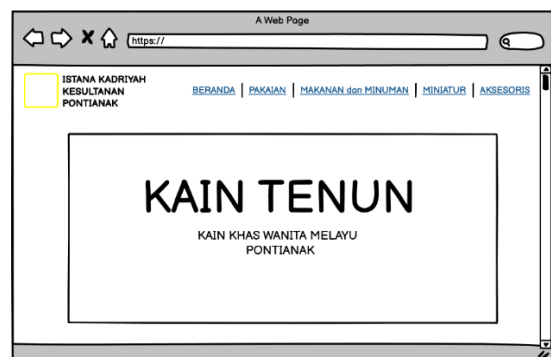 A Web Page
https://
ISTANA KADRIYAH
KESULTANAN
PONTIANAK
BERANDA | PAKAIAN | MAKANAN dan MINUMAN | MINIATUR | AKSESORIS
KAIN TENUN
KAIN KHAS WANITA MELAYU
PONTIANAK